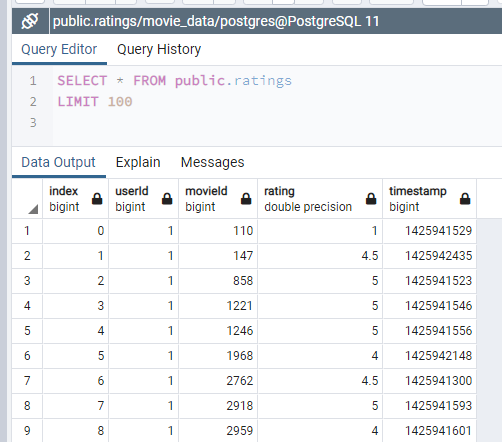 public.ratings/movie_data/postgres@PostgreSQL 11
Query Editor Query History
1 SELECT * FROM public.ratings
2 LIMIT 100
3
Data Output Explain Messages
index userId movieId rating timestamp
bigint bigint bigint double precision bigint
1 0 1 110 1 1425941529
2 1 1 147 4.5 1425942435
3 2 1 858 5 1425941523
4 3 1 1221 5 1425941546
5 4 1 1246 5 1425941556
6 5 1 1968 4 1425942148
7 6 1 2762 4.5 1425941300
8 7 1 2918 5 1425941593
9 8 1 2959 4 1425941601